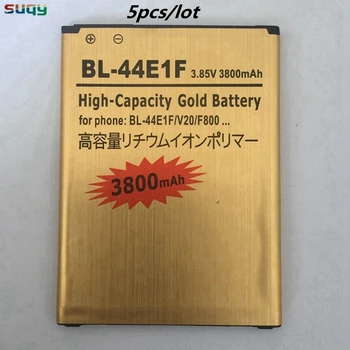 suqy
5pcs/lot
BL-44E1F 3.85V 3800mAh
High-Capacity Gold Battery
for phone: BL-44E1F/V20/F800 ...
高容量リチウムイオンポリマー
3800mAh